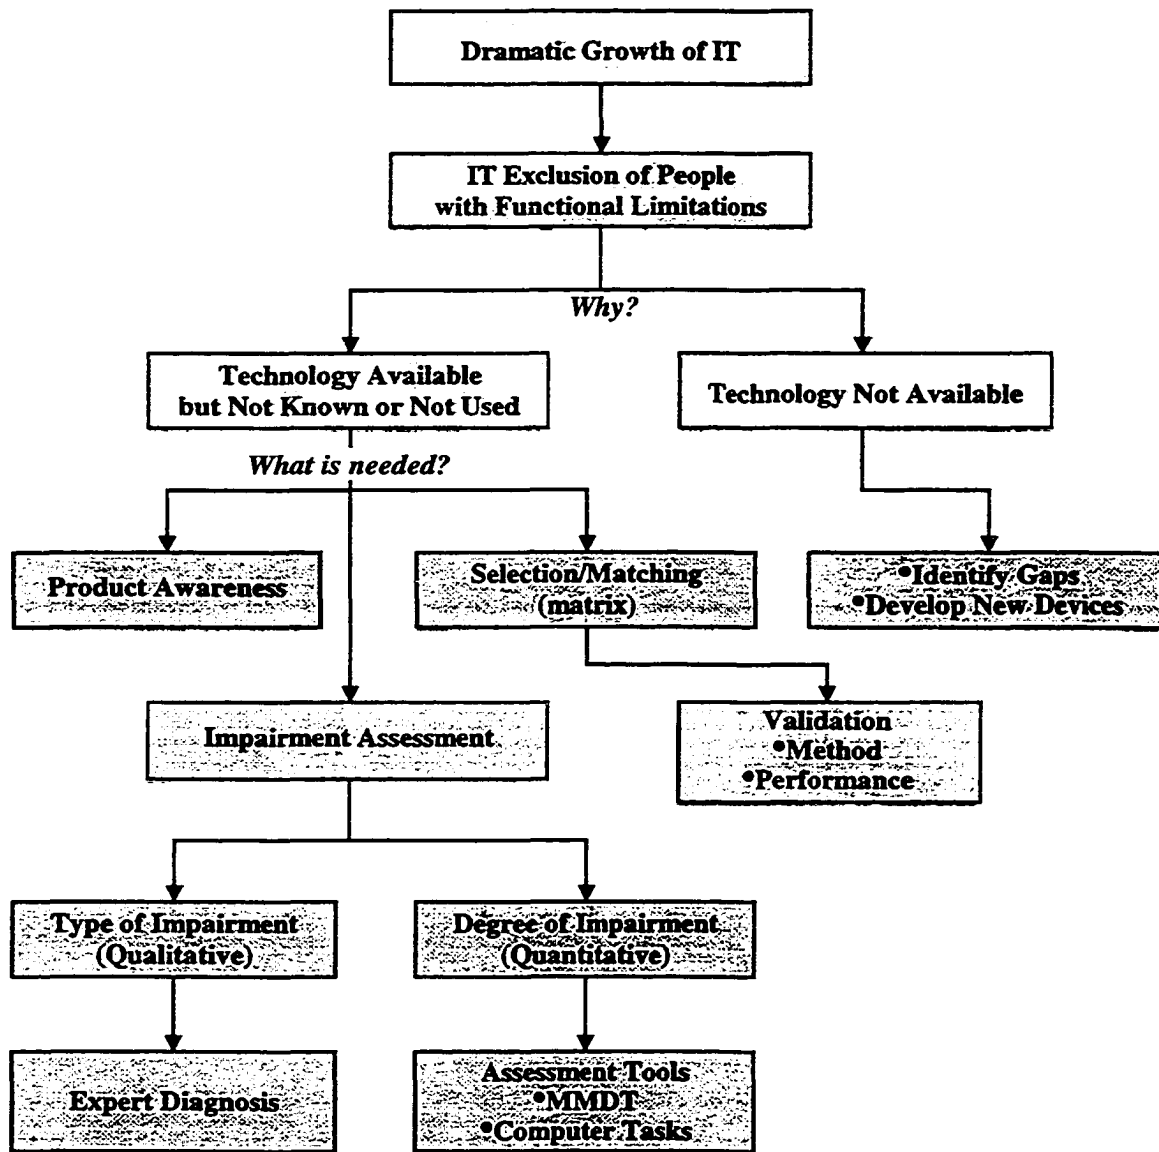 Dramatic Growth of IT
IT Exclusion of People
with Functional Limitations
Why?
Technology Available
but Not Known or Not Used
Technology Not Available
What is needed?
Product Awareness
Selection/Matching
(matrix)
•Identify Gaps
•Develop New Devices
Impairment Assessment
Validation
•Method
•Performance
Type of Impairment
(Qualitative)
Degree of Impairment
(Quantitative)
Expert Diagnosis
Assessment Tools
•MMDT
•Computer Tasks